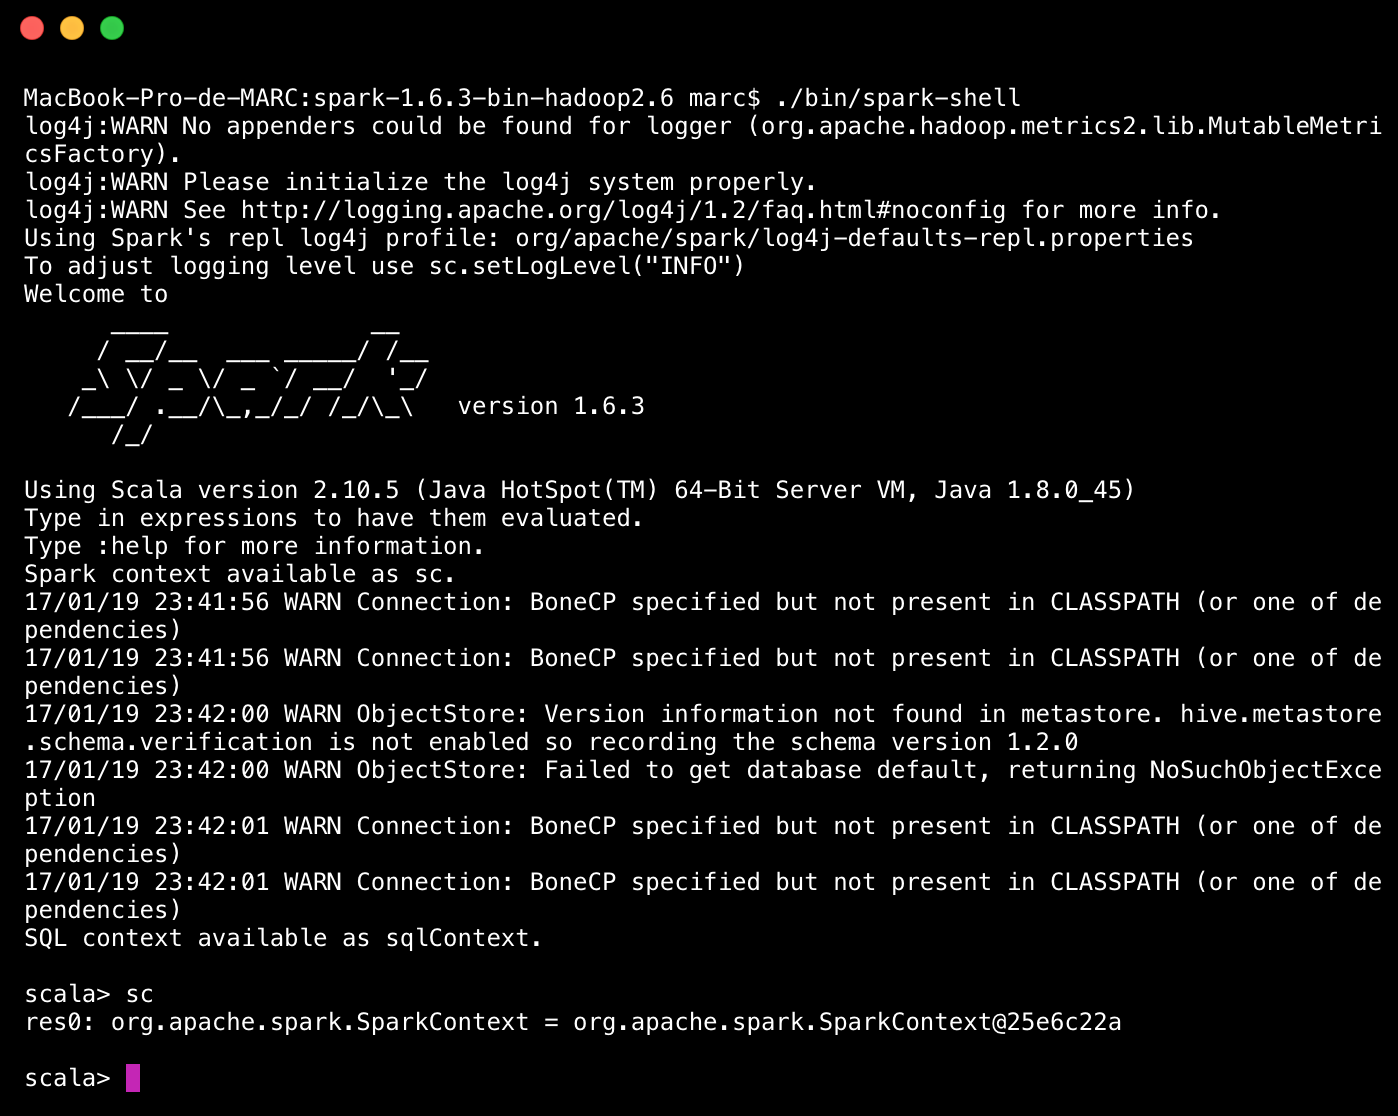 MacBook-Pro-de-MARC:spark-1.6.3-bin-hadoop2.6 marc$ ./bin/spark-shell
log4j:WARN No appenders could be found for logger (org.apache.hadoop.metrics2.lib.MutableMetri
csFactory).
log4j:WARN Please initialize the log4j system properly.
log4j:WARN See http://logging.apache.org/log4j/1.2/faq.html#noconfig for more info.
Using Spark's repl log4j profile: org/apache/spark/log4j-defaults-repl.properties
To adjust logging level use sc.setLogLevel("INFO")
Welcome to
      ____              __
     / __/__  ___ _____/ /__
    _\ \/ _ \/ _ `/ __/  '_/
   /___/ .__/\_,_/_/ /_/\_\   version 1.6.3
      /_/
Using Scala version 2.10.5 (Java HotSpot(TM) 64-Bit Server VM, Java 1.8.0_45)
Type in expressions to have them evaluated.
Type :help for more information.
Spark context available as sc.
17/01/19 23:41:56 WARN Connection: BoneCP specified but not present in CLASSPATH (or one of de
pendencies)
17/01/19 23:41:56 WARN Connection: BoneCP specified but not present in CLASSPATH (or one of de
pendencies)
17/01/19 23:42:00 WARN ObjectStore: Version information not found in metastore. hive.metastore
.schema.verification is not enabled so recording the schema version 1.2.0
17/01/19 23:42:00 WARN ObjectStore: Failed to get database default, returning NoSuchObjectExce
ption
17/01/19 23:42:01 WARN Connection: BoneCP specified but not present in CLASSPATH (or one of de
pendencies)
17/01/19 23:42:01 WARN Connection: BoneCP specified but not present in CLASSPATH (or one of de
pendencies)
SQL context available as sqlContext.
scala> sc
res0: org.apache.spark.SparkContext = org.apache.spark.SparkContext@25e6c22a
scala>